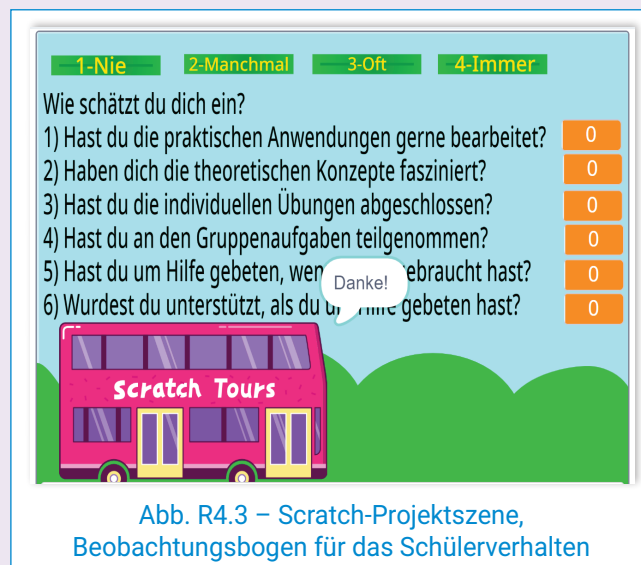 1-Nie
2-Manchmal
3-Oft
4-Immer
Wie schätzt du dich ein?
1) Hast du die praktischen Anwendungen gerne bearbeitet? 0
2) Haben dich die theoretischen Konzepte fasziniert? 0
3) Hast du die individuellen Übungen abgeschlossen? 0
4) Hast du an den Gruppenaufgaben teilgenommen? 0
5) Hast du um Hilfe gebeten, hast? 0
Danke!
6) Wurdest du unterstützt, als du gebeten hast? 0
Scratch Tours
Abb. R4.3 – Scratch-Projektszene,
Beobachtungsbogen für das Schülerverhalten